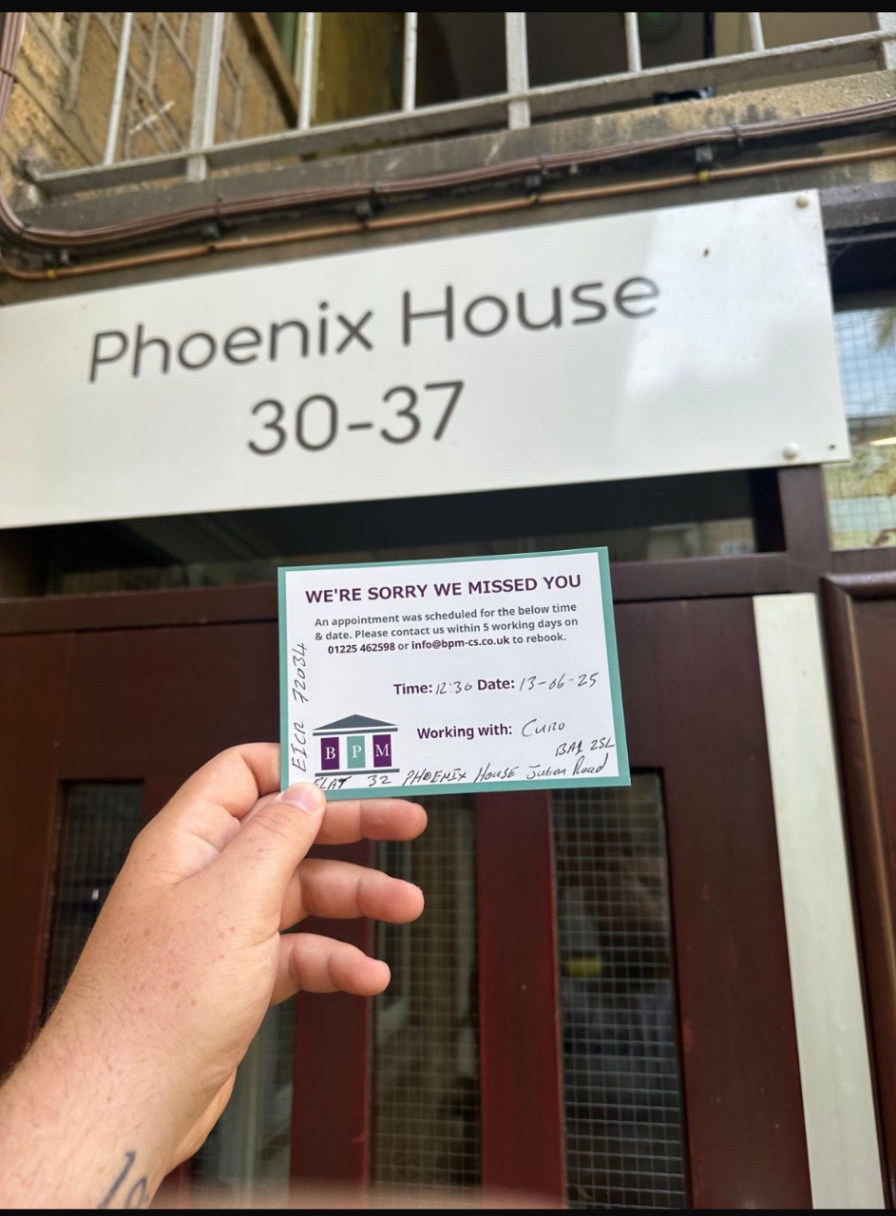 Phoenix House
30-37
WE'RE SORRY WE MISSED YOU
An appointment was scheduled for the below time
& date. Please contact us within 5 working days on
01225 462598 or info@bpm-cs.co.uk to rebook.
Time: 12:30 Date: 13-06-25
Working with: Curo
BA1 2SL
FLAT 32 PHOENIX HOUSE Julian Road
EICR 72034
B P M